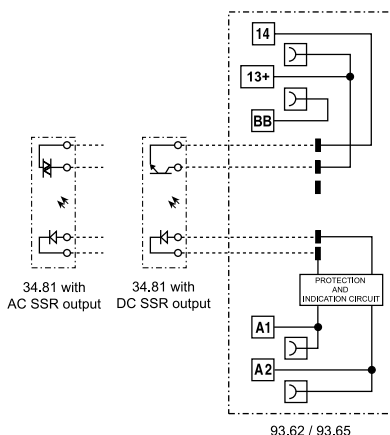 14
13+
BB
34.81 with
AC SSR output
34.81 with
DC SSR output
PROTECTION
AND
INDICATION CIRCUIT
A1
A2
93.62 / 93.65